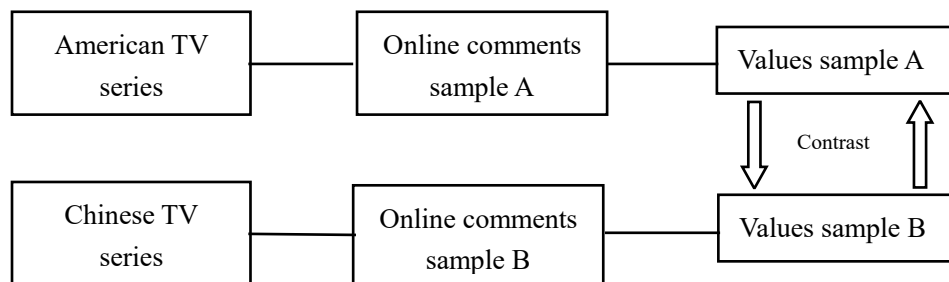 American TV
series
Online comments
sample A
Values sample A
Contrast
Chinese TV
series
Online comments
sample B
Values sample B